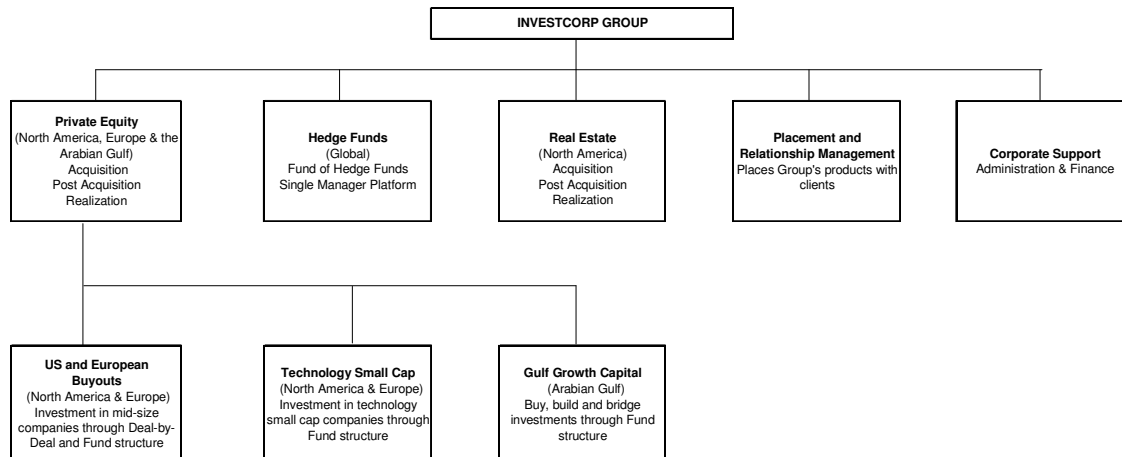 INVESTCORP GROUP
Private Equity
(North America, Europe & the
Arabian Gulf)
Acquisition
Post Acquisition
Realization
Hedge Funds
(Global)
Fund of Hedge Funds
Single Manager Platform
Real Estate
(North America)
Acquisition
Post Acquisition
Realization
Placement and
Relationship Management
Places Group's products with
clients
Corporate Support
Administration & Finance
US and European
Buyouts
(North America & Europe)
Investment in mid-size
companies through Deal-by-
Deal and Fund structure
Technology Small Cap
(North America & Europe)
Investment in technology
small cap companies through
Fund structure
Gulf Growth Capital
(Arabian Gulf)
Buy, build and bridge
investments through Fund
structure